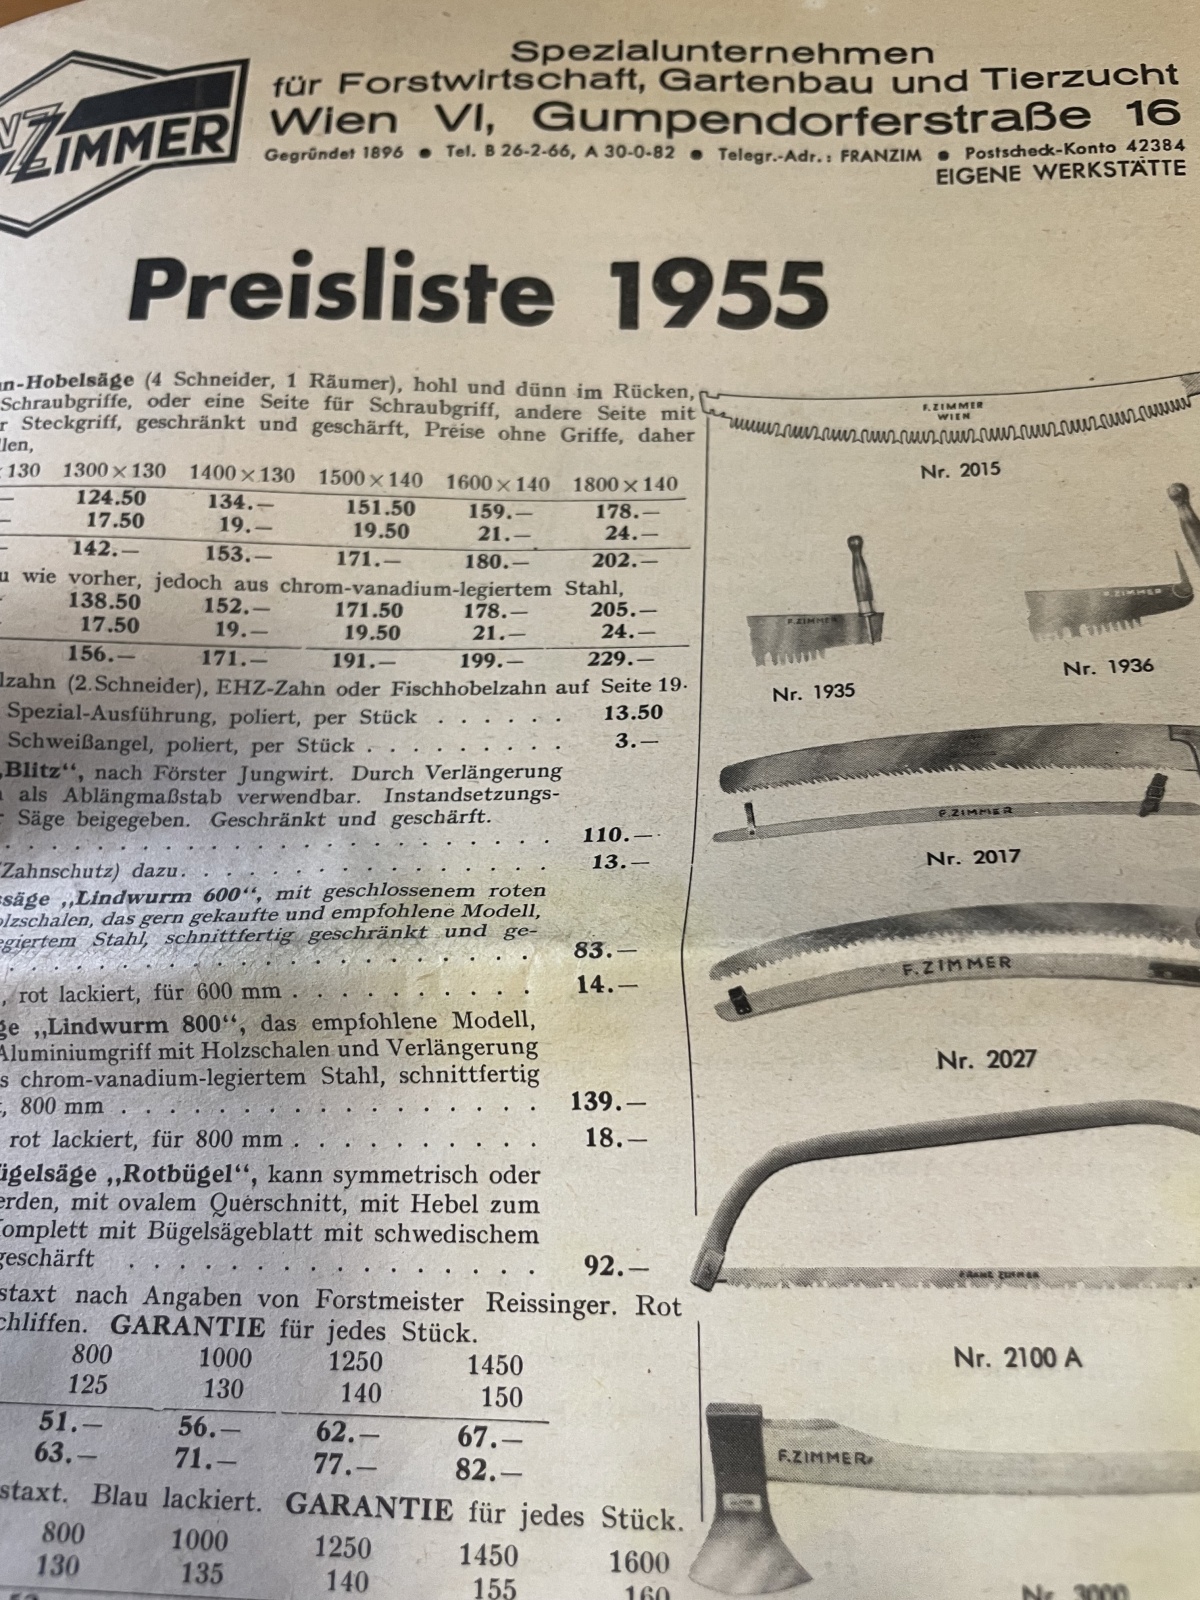 ZIMMER
Spezialunternehmen
für Forstwirtschaft, Gartenbau und Tierzucht
Wien VI, Gumpendorferstraße 16
Gegründet 1896 ● Tel. B 26-2-66, A 30-0-82 ● Telegr.-Adr.: FRANZIM ● Postscheck-Konto 42384
EIGENE WERKSTÄTTE
Preisliste 1955
n-Hobelsäge (4 Schneider, 1 Räumer), hohl und dünn im Rücken,
Schraubgriffe, oder eine Seite für Schraubgriff, andere Seite mit
r Steckgriff, geschränkt und geschärft, Preise ohne Griffe, daher
len,
×130 1300×130 1400×130 1500×140 1600×140 1800×140
— 124.50 134.— 151.50 159.— 178.—
— 17.50 19.— 19.50 21.— 24.—
— 142.— 153.— 171.— 180.— 202.—
u wie vorher, jedoch aus chrom-vanadium-legiertem Stahl,
138.50 152.— 171.50 178.— 205.—
17.50 19.— 19.50 21.— 24.—
156.— 171.— 191.— 199.— 229.—
lzahn (2.Schneider), EHZ-Zahn oder Fischhobelzahn auf Seite 19.
Spezial-Ausführung, poliert, per Stück . . . . . . 13.50
Schweißangel, poliert, per Stück . . . . . . . . . 3.—
„Blitz“, nach Förster Jungwirt. Durch Verlängerung
als Ablängmaßstab verwendbar. Instandsetzungs-
Säge beigegeben. Geschränkt und geschärft.
. . . . . . . . . . . . . . . . . . . 110.—
Zahnschutz) dazu. . . . . . . . . . . . . . 13.—
säge „Lindwurm 600“, mit geschlossenem roten
olzschalen, das gern gekaufte und empfohlene Modell,
egiertem Stahl, schnittfertig geschränkt und ge-
. . . . . . . . . . . . . . . . . . . 83.—
, rot lackiert, für 600 mm . . . . . . . . . . 14.—
ge „Lindwurm 800“, das empfohlene Modell,
Aluminiumgriff mit Holzschalen und Verlängerung
s chrom-vanadium-legiertem Stahl, schnittfertig
, 800 mm . . . . . . . . . . . . . . . . 139.—
rot lackiert, für 800 mm . . . . . . . . . . 18.—
ügelsäge „Rotbügel“, kann symmetrisch oder
erden, mit ovalem Querschnitt, mit Hebel zum
omplett mit Bügelsägeblatt mit schwedischem
geschärft . . . . . . . . . . . . . . . 92.—
staxt nach Angaben von Forstmeister Reissinger. Rot
chliffen. GARANTIE für jedes Stück.
800 1000 1250 1450
125 130 140 150
51.— 56.— 62.— 67.—
63.— 71.— 77.— 82.—
staxt. Blau lackiert. GARANTIE für jedes Stück.
800 1000 1250 1450 1600
130 135 140 155 160
F. ZIMMER
WIEN
Nr. 2015
F. ZIMMER
Nr. 1935
F. ZIMMER
Nr. 1936
F. ZIMMER
Nr. 2017
F. ZIMMER
Nr. 2027
FRANZ ZIMMER
Nr. 2100 A
F. ZIMMER
Nr. 3000